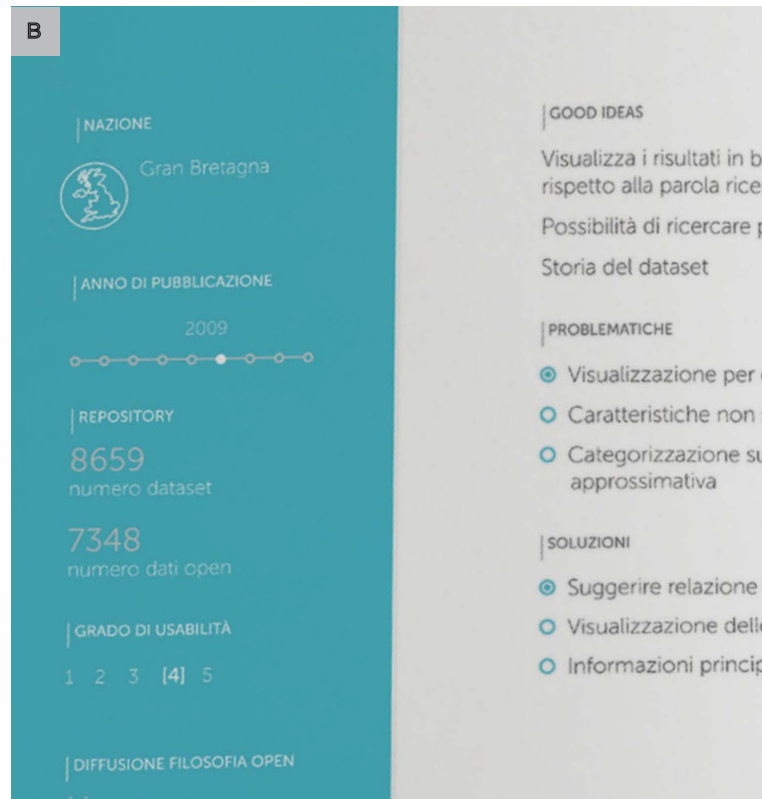 B
NAZIONE
Gran Bretagna
ANNO DI PUBBLICAZIONE
2009
REPOSITORY
8659
numero dataset
7348
numero dati open
GRADO DI USABILITÀ
1 2 3 [4] 5
DIFFUSIONE FILOSOFIA OPEN
GOOD IDEAS
Visualizza i risultati in b
rispetto alla parola rice
Possibilità di ricercare p
Storia del dataset
PROBLEMATICHE
Visualizzazione per
Caratteristiche non
Categorizzazione su
approssimativa
SOLUZIONI
Suggerire relazione
Visualizzazione delle
Informazioni princip